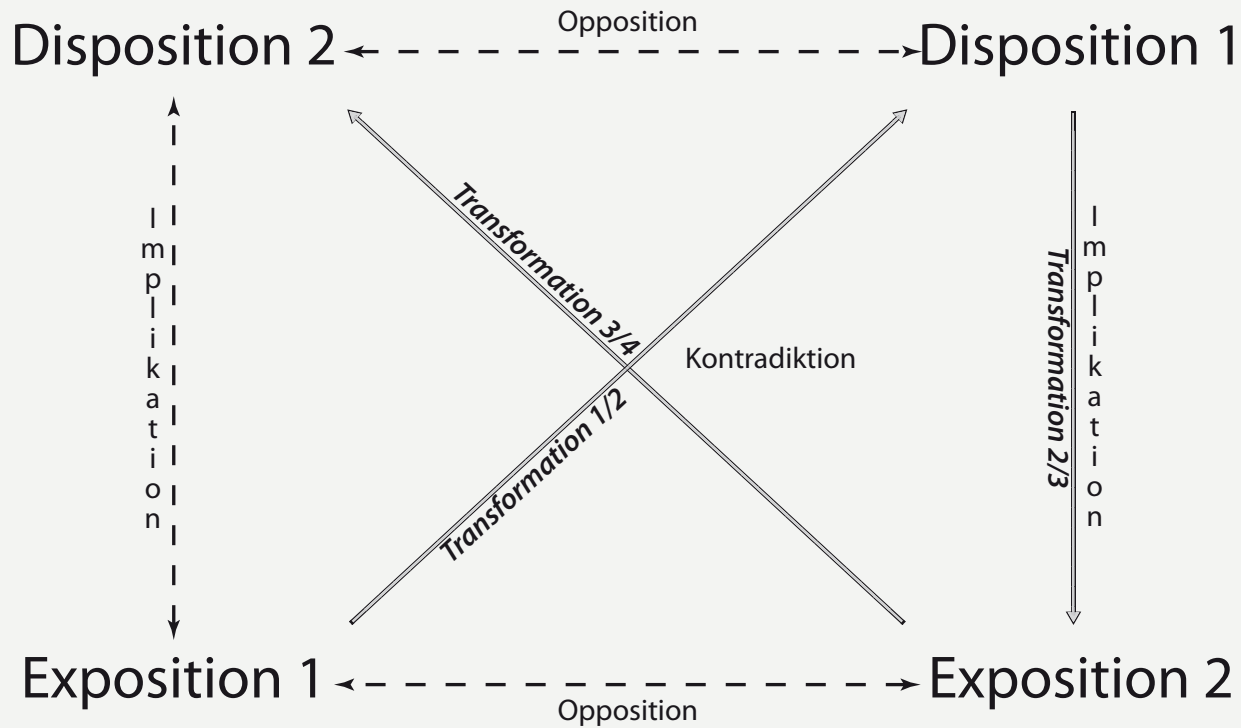 Opposition
Disposition 2
Disposition 1
Implikation
Transformation 3/4
Transformation 2/3
Implikation
Kontradiktion
Transformation 1/2
Exposition 1
Exposition 2
Opposition